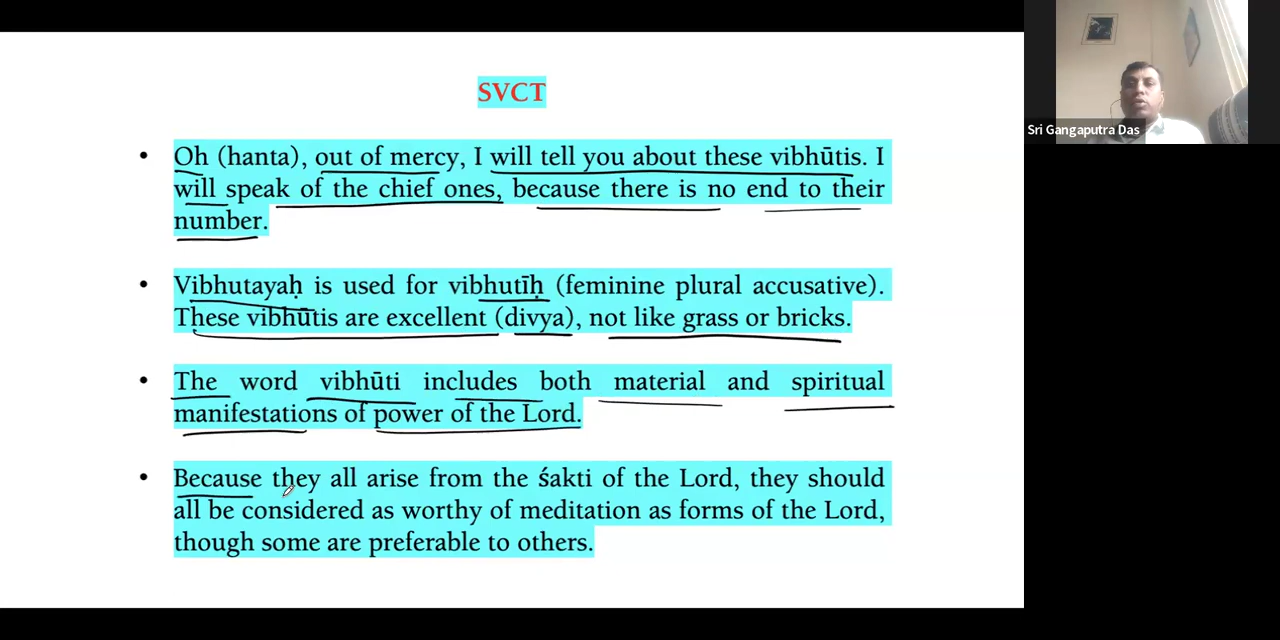 SVCT
• Oh (hanta), out of mercy, I will tell you about these vibhūtis. I
will speak of the chief ones, because there is no end to their
number.
• Vibhutayaḥ is used for vibhutīḥ (feminine plural accusative).
These vibhūtis are excellent (divya), not like grass or bricks.
• The word vibhūti includes both material and spiritual
manifestations of power of the Lord.
• Because they all arise from the śakti of the Lord, they should
all be considered as worthy of meditation as forms of the Lord,
though some are preferable to others.
Sri Gangaputra Das